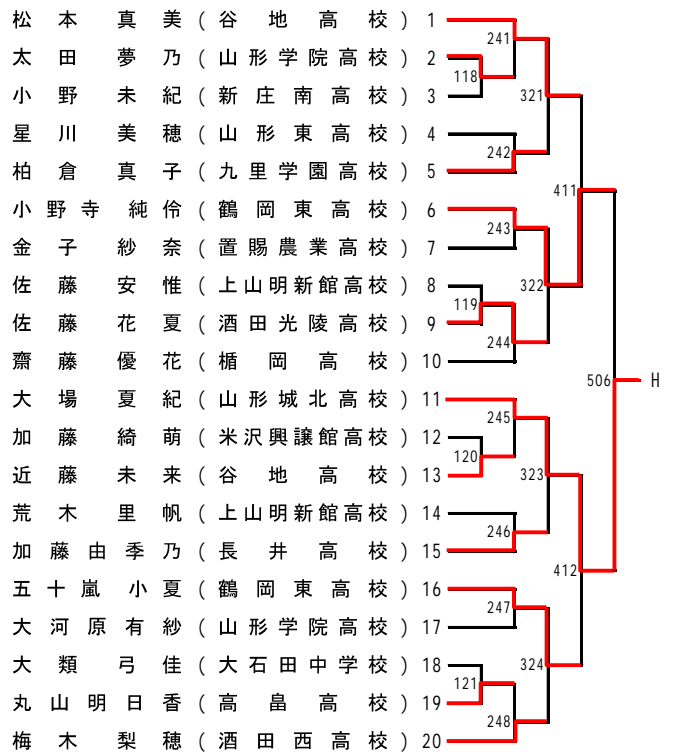 松本真美(谷地高校) 1
太田夢乃(山形学院高校) 2
小野未紀(新庄南高校) 3
星川美穂(山形東高校) 4
柏倉真子(九里学園高校) 5
小野寺純伶(鶴岡東高校) 6
金子紗奈(置賜農業高校) 7
佐藤安惟(上山明新館高校) 8
佐藤花夏(酒田光陵高校) 9
齋藤優花(楯岡高校) 10
大場夏紀(山形城北高校) 11
加藤綺萌(米沢興譲館高校) 12
近藤未来(谷地高校) 13
荒木里帆(上山明新館高校) 14
加藤由季乃(長井高校) 15
五十嵐小夏(鶴岡東高校) 16
大河原有紗(山形学院高校) 17
大類弓佳(大石田中学校) 18
丸山明日香(高畠高校) 19
梅木梨穂(酒田西高校) 20
118
119
120
121
241
242
243
244
245
246
247
248
321
322
323
324
411
412
506
H